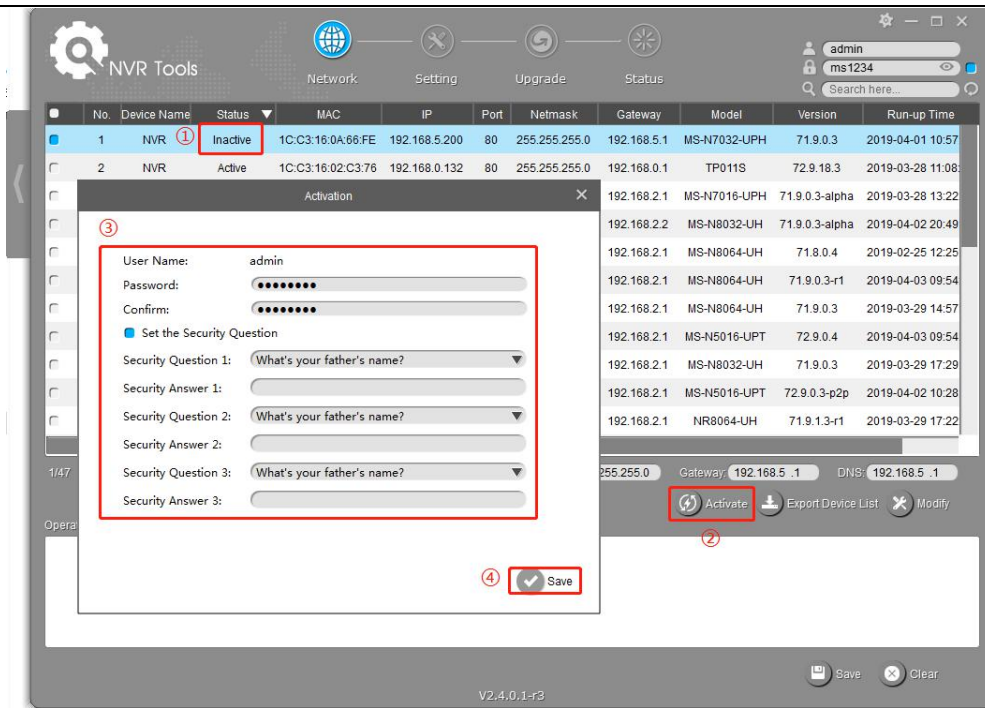 admin
NVR Tools
ms1234
Network Setting Upgrade Status
Search here...
No. Device Name Status MAC IP Port Netmask Gateway Model Version Run-up Time
1 NVR ① Inactive 1C:C3:16:0A:66:FE 192.168.5.200 80 255.255.255.0 192.168.5.1 MS-N7032-UPH 71.9.0.3 2019-04-01 10:57
2 NVR Active 1C:C3:16:02:C3:76 192.168.0.132 80 255.255.255.0 192.168.0.1 TP011S 72.9.18.3 2019-03-28 11:08:
Activation
192.168.2.1 MS-N7016-UPH 71.9.0.3-alpha 2019-03-28 13:22
③
192.168.2.2 MS-N8032-UH 71.9.0.3-alpha 2019-04-02 20:49
User Name: admin
192.168.2.1 MS-N8064-UH 71.8.0.4 2019-02-25 12:25
Password: ●●●●●●●●
192.168.2.1 MS-N8064-UH 71.9.0.3-r1 2019-04-03 09:54
Confirm: ●●●●●●●●
192.168.2.1 MS-N8064-UH 71.9.0.3 2019-03-29 14:57
Set the Security Question
192.168.2.1 MS-N5016-UPT 72.9.0.4 2019-04-03 09:54
Security Question 1: What's your father's name?
192.168.2.1 MS-N8032-UH 71.9.0.3 2019-03-29 17:29
Security Answer 1:
192.168.2.1 MS-N5016-UPT 72.9.0.3-p2p 2019-04-02 10:28
Security Question 2: What's your father's name?
192.168.2.1 NR8064-UH 71.9.1.3-r1 2019-03-29 17:22
Security Answer 2:
Security Question 3: What's your father's name?
Security Answer 3:
1/47 255.255.0 Gateway: 192.168.5 .1 DNS: 192.168.5 .1
Activate Export Device List Modify
Opera
②
④ Save
Save Clear
V2.4.0.1-r3